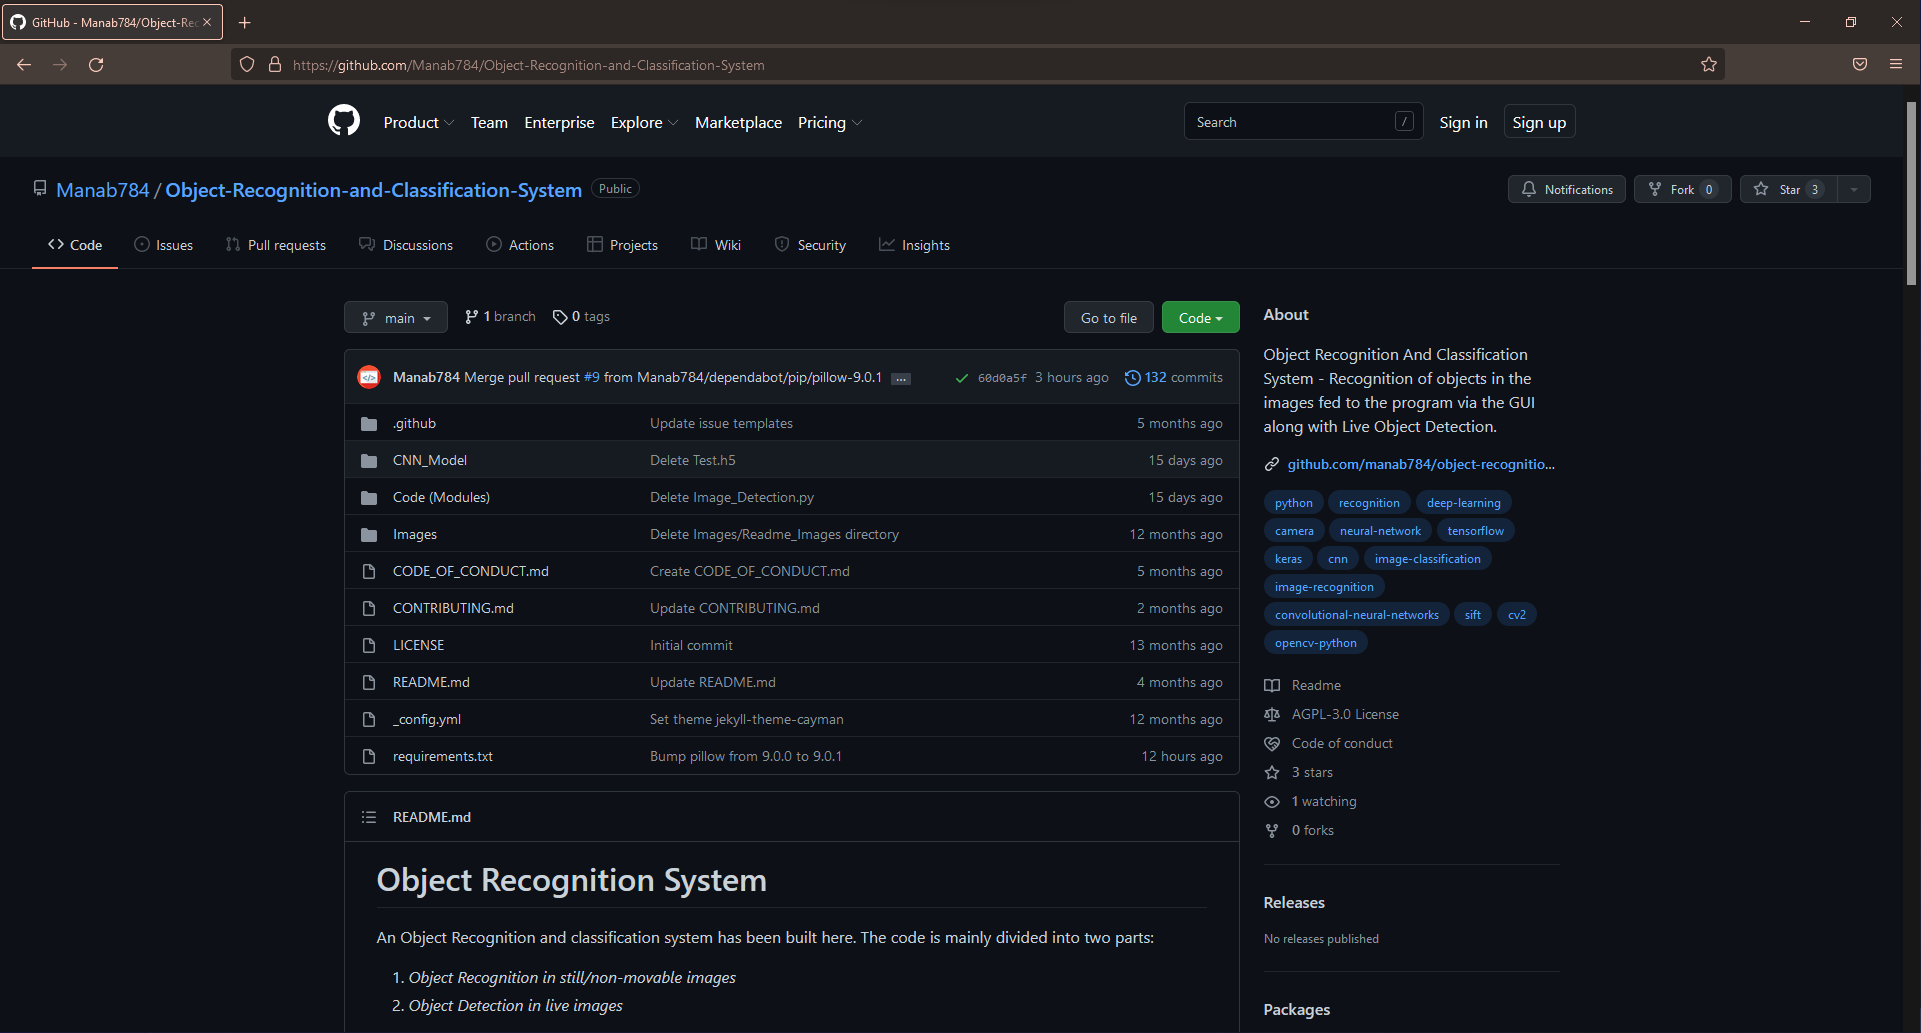 GitHub - Manab784/Object-Rec
https://github.com/Manab784/Object-Recognition-and-Classification-System
Product Team Enterprise Explore Marketplace Pricing Search / Sign in Sign up
Manab784 / Object-Recognition-and-Classification-System Public Notifications Fork 0 Star 3
Code Issues Pull requests Discussions Actions Projects Wiki Security Insights
main 1 branch 0 tags Go to file Code
Manab784 Merge pull request #9 from Manab784/dependabot/pip/pillow-9.0.1 ... 60d0a5f 3 hours ago 132 commits
.github Update issue templates 5 months ago
CNN_Model Delete Test.h5 15 days ago
Code (Modules) Delete Image_Detection.py 15 days ago
Images Delete Images/Readme_Images directory 12 months ago
CODE_OF_CONDUCT.md Create CODE_OF_CONDUCT.md 5 months ago
CONTRIBUTING.md Update CONTRIBUTING.md 2 months ago
LICENSE Initial commit 13 months ago
README.md Update README.md 4 months ago
_config.yml Set theme jekyll-theme-cayman 12 months ago
requirements.txt Bump pillow from 9.0.0 to 9.0.1 12 hours ago
README.md
Object Recognition System
An Object Recognition and classification system has been built here. The code is mainly divided into two parts:
1. Object Recognition in still/non-movable images
2. Object Detection in live images
About
Object Recognition And Classification
System - Recognition of objects in the
images fed to the program via the GUI
along with Live Object Detection.
github.com/manab784/object-recognitio...
python recognition deep-learning
camera neural-network tensorflow
keras cnn image-classification
image-recognition
convolutional-neural-networks sift cv2
opencv-python
Readme
AGPL-3.0 License
Code of conduct
3 stars
1 watching
0 forks
Releases
No releases published
Packages